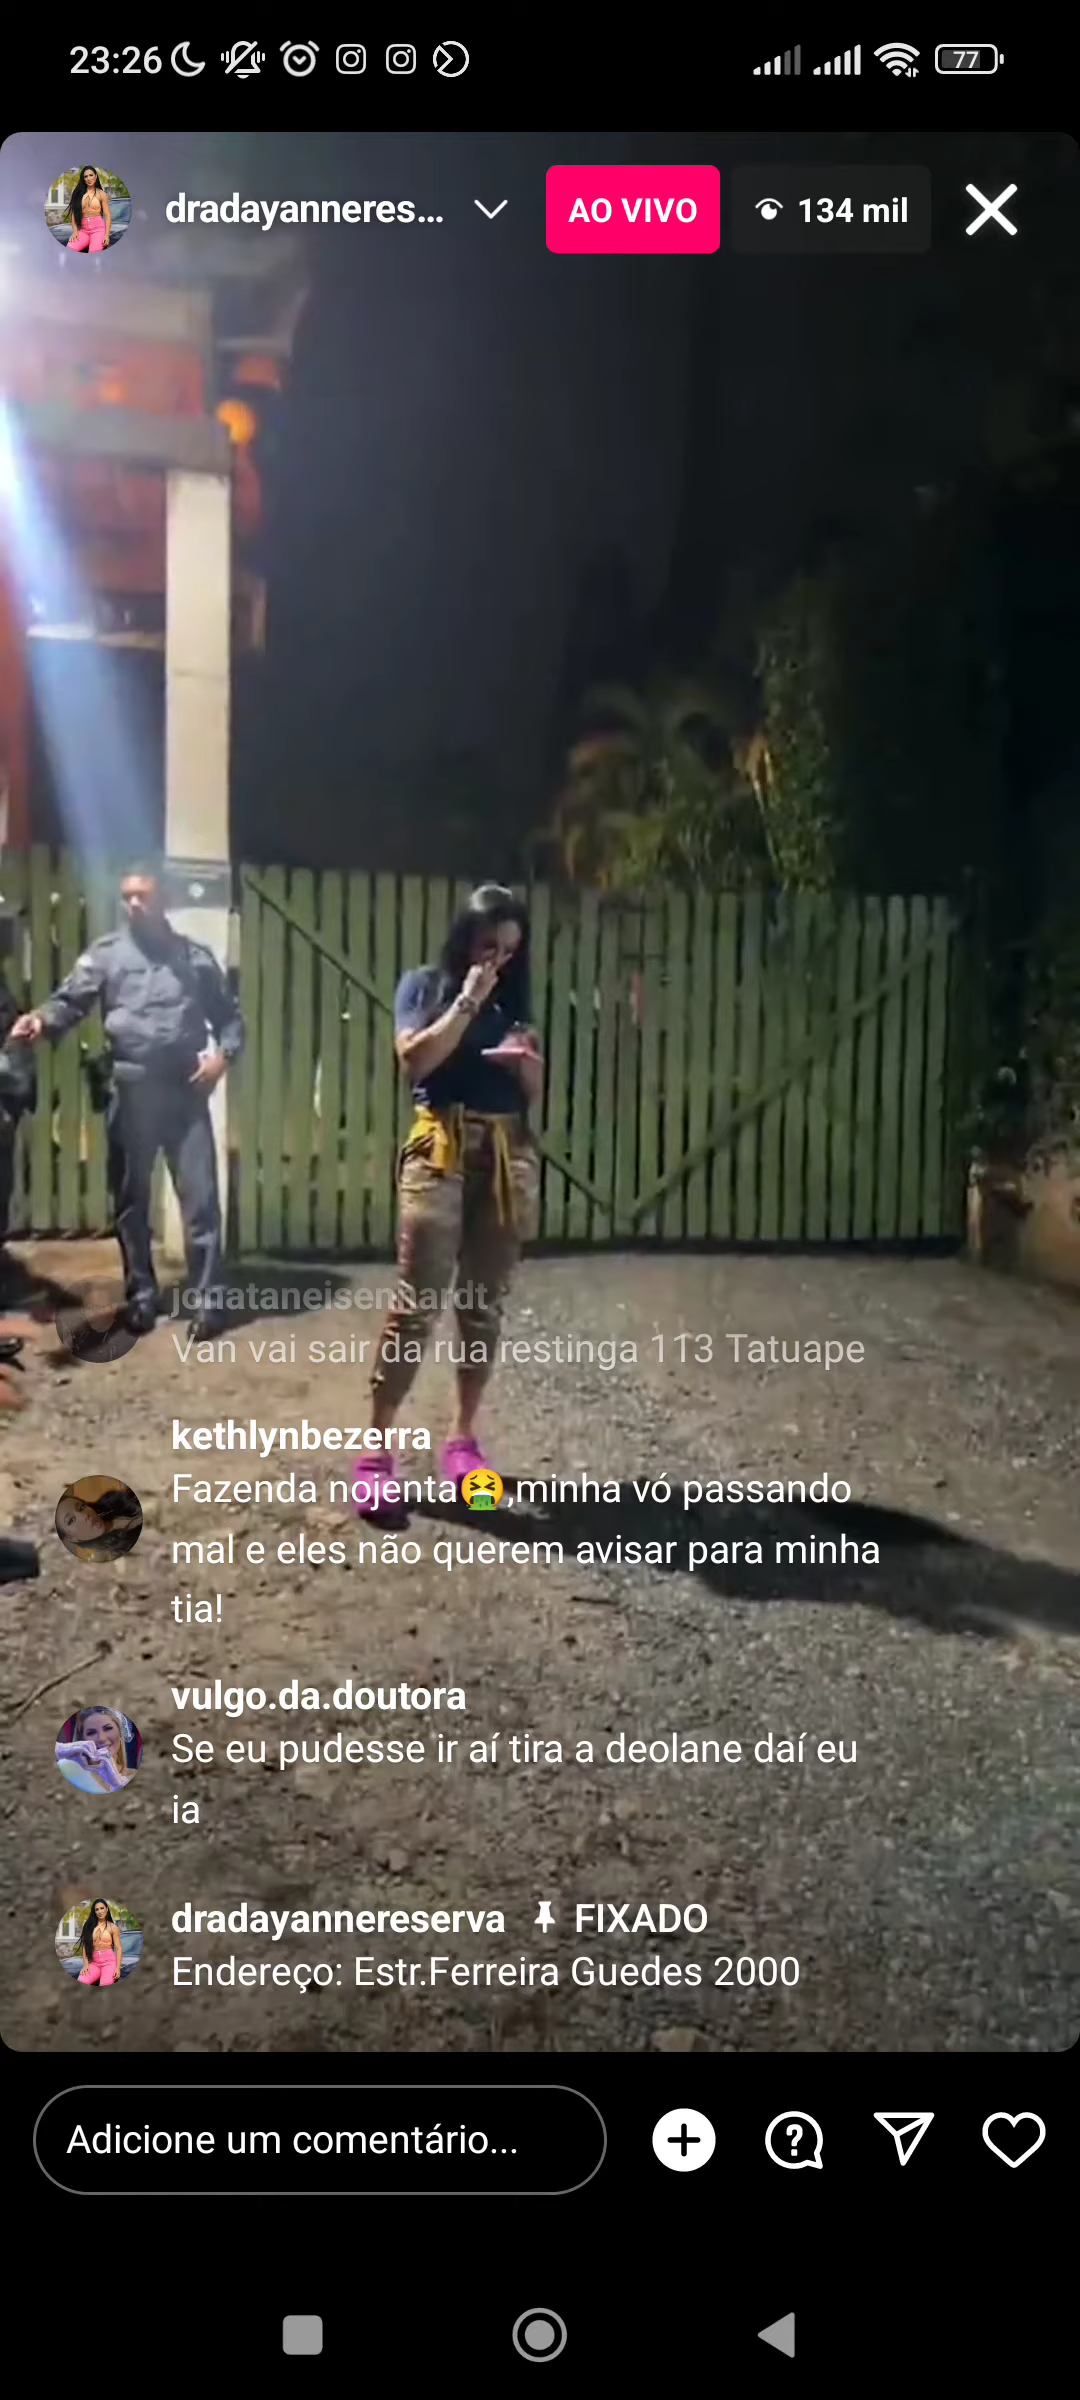 23:26
77
dradayanneres...
AO VIVO
134 mil
jonataneisenhardt
Van vai sair da rua restinga 113 Tatuape
kethlynbezerra
Fazenda nojenta🤮,minha vó passando
mal e eles não querem avisar para minha
tia!
vulgo.da.doutora
Se eu pudesse ir aí tira a deolane daí eu
ia
dradayannereserva FIXADO
Endereço: Estr.Ferreira Guedes 2000
Adicione um comentário...